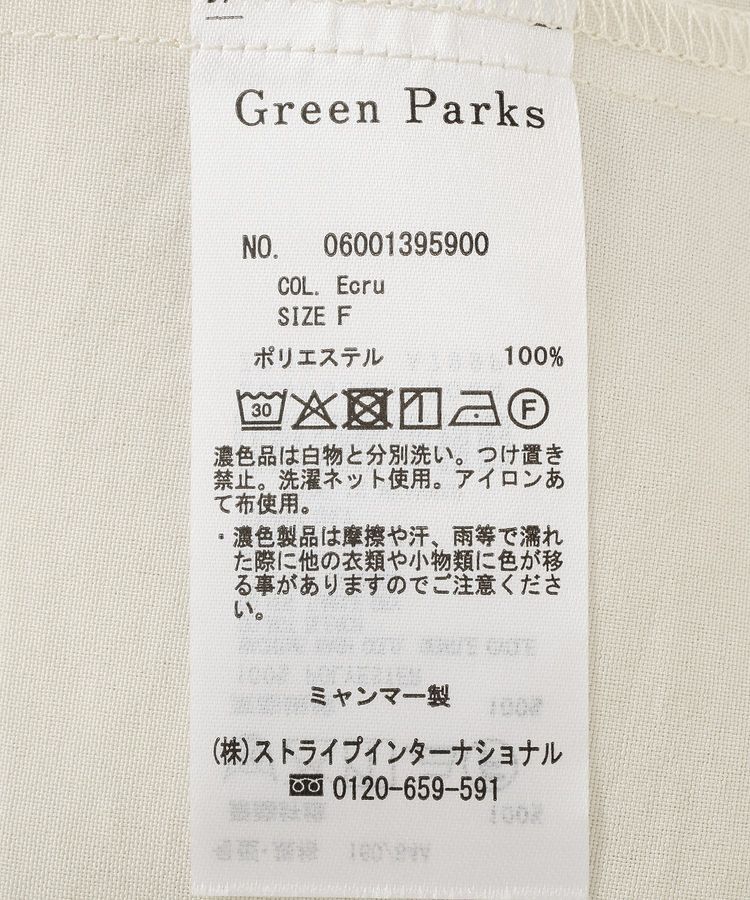 Green Parks
NO. 06001395900
COL. Ecru
SIZE F
ポリエステル 100%
30 F
濃色品は白物と分別洗い。つけ置き
禁止。洗濯ネット使用。アイロンあ
て布使用。
・濃色製品は摩擦や汗、雨等で濡れ
た際に他の衣類や小物類に色が移
る事がありますのでご注意くださ
い。
ミャンマー製
(株)ストライプインターナショナル
0120-659-591